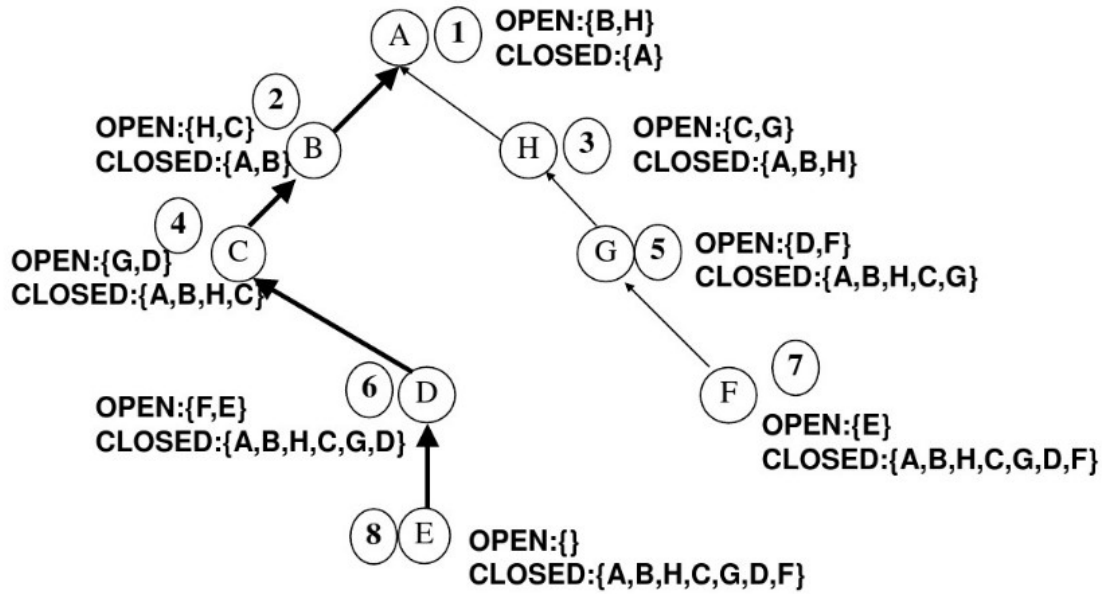 A
1
OPEN:{B,H}
CLOSED:{A}
2
OPEN:{H,C}
CLOSED:{A,B}
B
H
3
OPEN:{C,G}
CLOSED:{A,B,H}
4
OPEN:{G,D}
CLOSED:{A,B,H,C}
C
G
5
OPEN:{D,F}
CLOSED:{A,B,H,C,G}
6
D
OPEN:{F,E}
CLOSED:{A,B,H,C,G,D}
F
7
OPEN:{E}
CLOSED:{A,B,H,C,G,D,F}
8
E
OPEN:{}
CLOSED:{A,B,H,C,G,D,F}